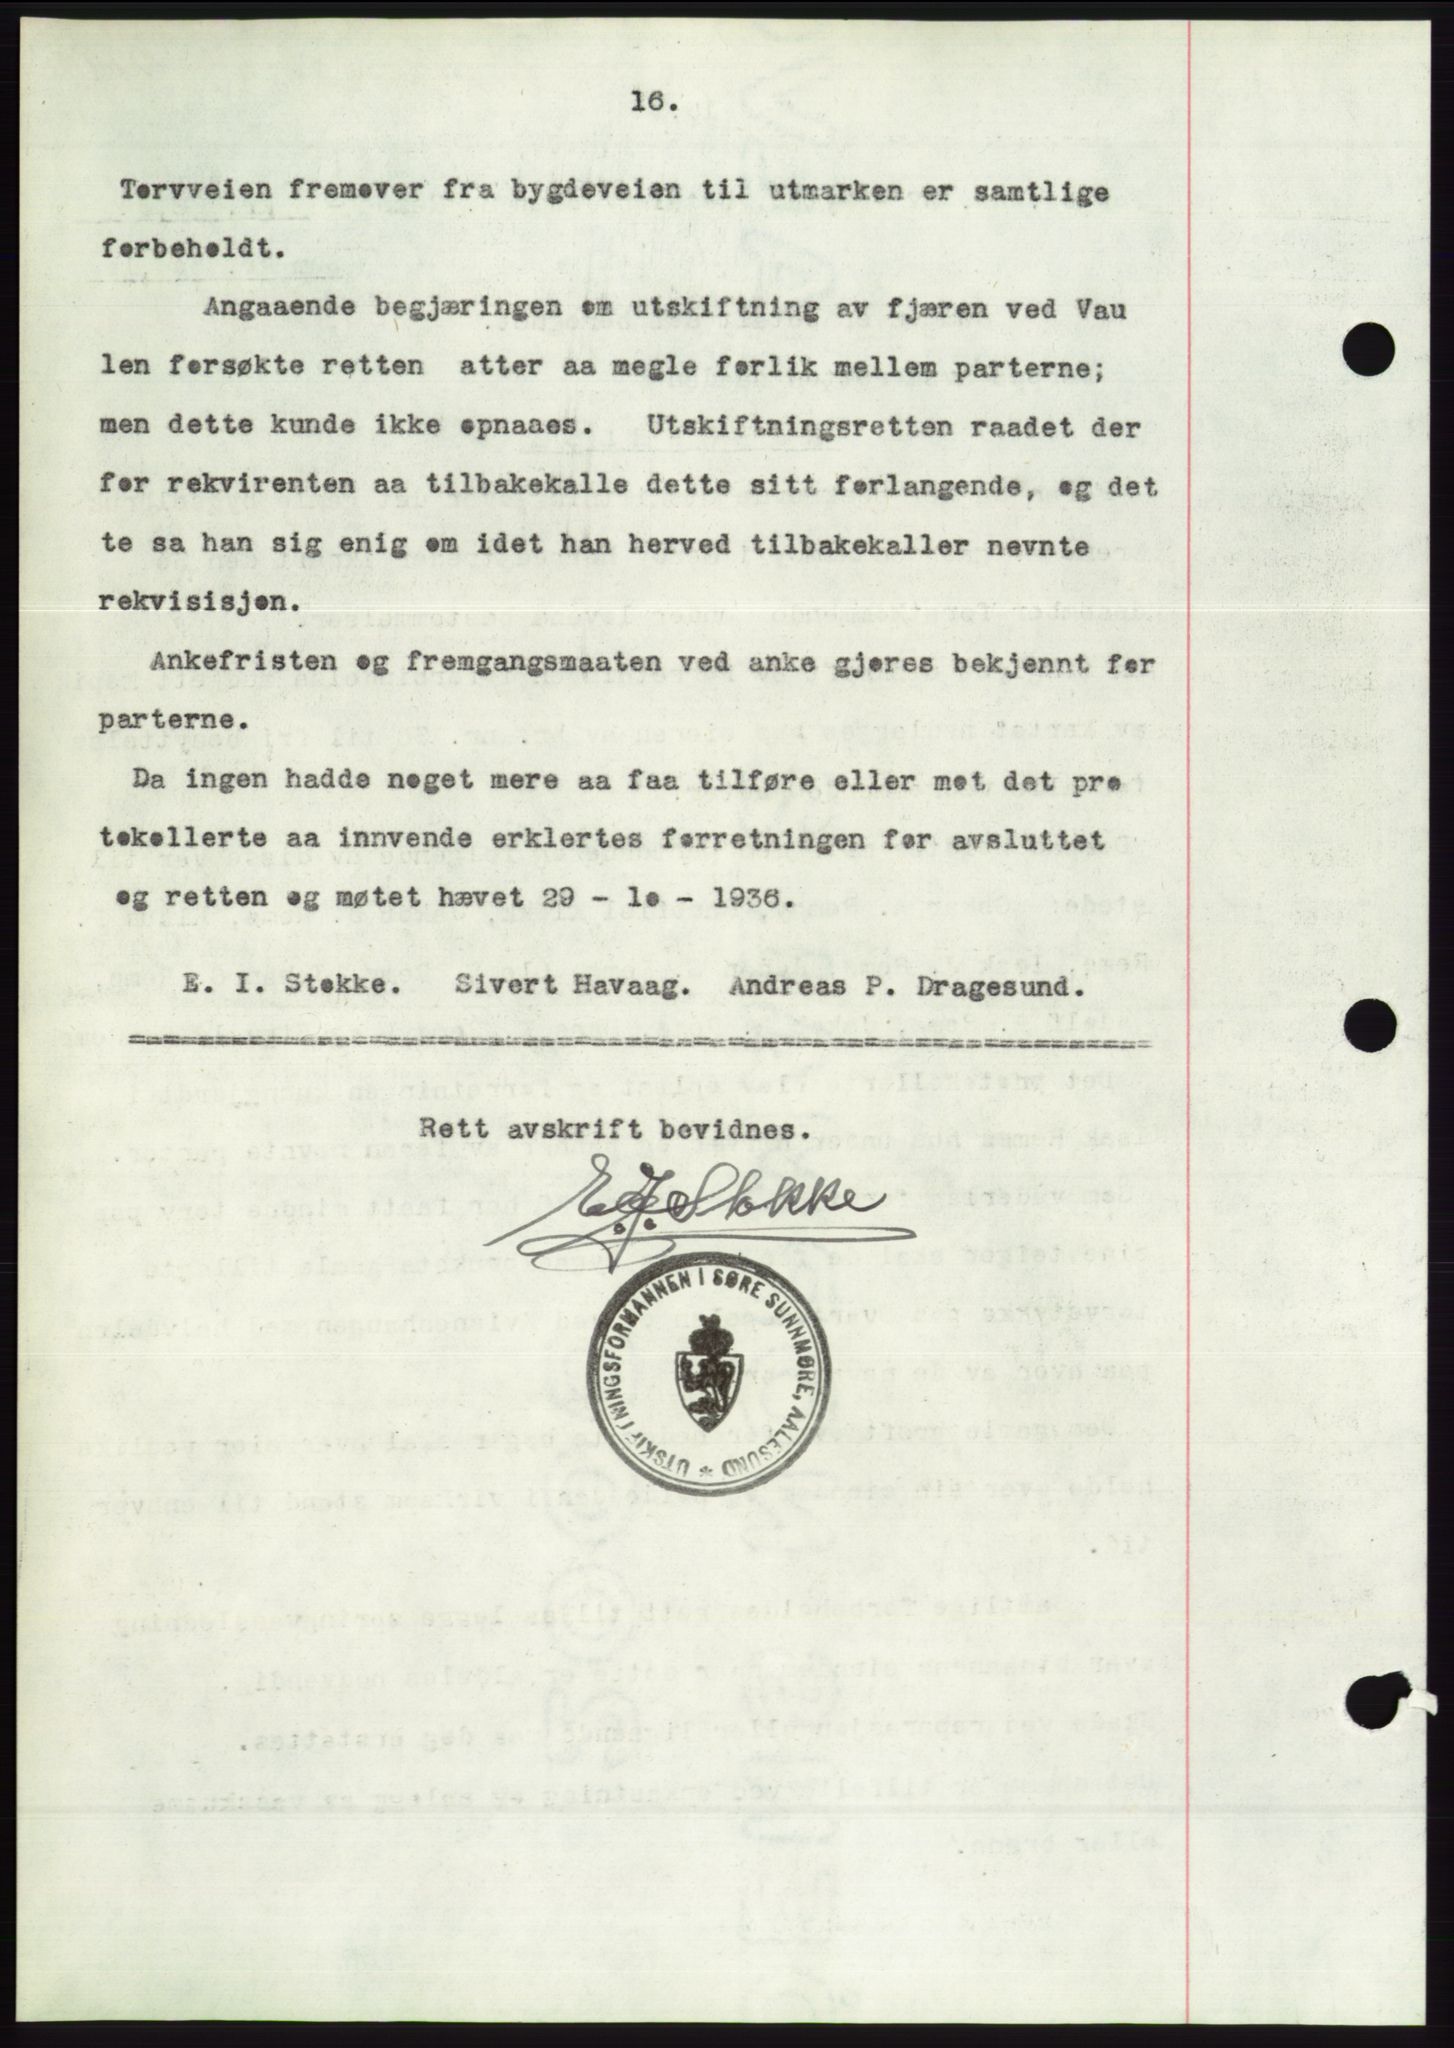 16.
Torvveien fremover fra bygdeveien til utmarken er samtlige
forbeholdt.
Angaaende begjæringen om utskiftning av fjæren ved Vau
len forsøkte retten atter aa megle forlik mellem parterne;
men dette kunde ikke opnaaes. Utskiftningsretten raadet der
for rekvirenten aa tilbakekalle dette sitt forlangende, og det
te sa han sig enig om idet han herved tilbakekaller nevnte
rekvisisjon.
Ankefristen og fremgangsmaaten ved anke gjøres bekjennt for
parterne.
Da ingen hadde noget mere aa faa tilføre eller mot det pro
tokollerte aa innvende erklertes forretningen for avsluttet
og retten og møtet hævet 29 - 10 - 1936.
E. I. Stokke. Sivert Havaag. Andreas P. Dragesund.
Rett avskrift bevidnes.
E. I. Stokke
UTSKIFTNINGSFORMANNEN I SØRE SUNNMØRE, AALESUND *